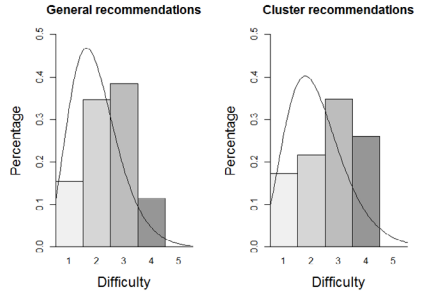 General recommendations
Percentage
0.0 0.1 0.2 0.3 0.4 0.5
1 2 3 4 5
Difficulty
Cluster recommendations
Percentage
0.0 0.1 0.2 0.3 0.4 0.5
1 2 3 4 5
Difficulty